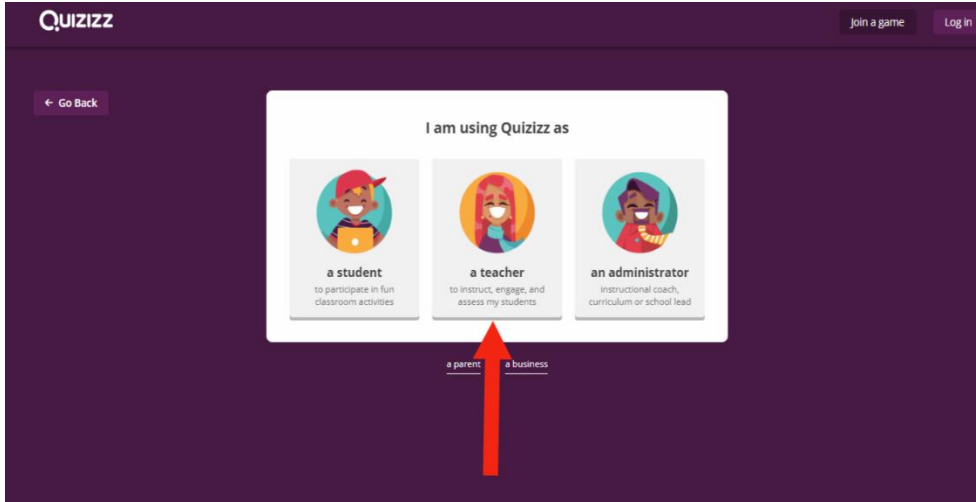 QUIZIZZ
Join a game
Log in
← Go Back
I am using Quizizz as
a student
to participate in fun
classroom activities
a teacher
to instruct, engage, and
assess my students
an administrator
instructional coach,
curriculum or school lead
a parent
a business